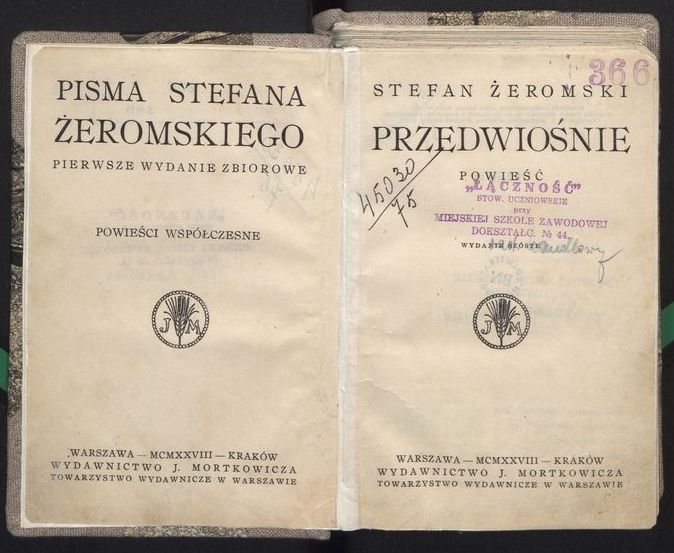 PISMA STEFANA
ŻEROMSKIEGO
PIERWSZE WYDANIE ZBIOROWE
POWIEŚCI WSPÓŁCZESNE
J M
WARSZAWA — MCMXXVIII — KRAKÓW
WYDAWNICTWO J. MORTKOWICZA
TOWARZYSTWO WYDAWNICZE W WARSZAWIE
366
STEFAN ŻEROMSKI
PRZEDWIOŚNIE
45030
75
POWIEŚĆ
„ŁĄCZNOŚĆ”
STOW. UCZNIOWSKIE
przy
MIEJSKIEJ SZKOLE ZAWODOWEJ
DOKSZTAŁC. № 44
WYDANIE SZÓSTE
BN
J M
WARSZAWA — MCMXXVIII — KRAKÓW
WYDAWNICTWO J. MORTKOWICZA
TOWARZYSTWO WYDAWNICZE W WARSZAWIE